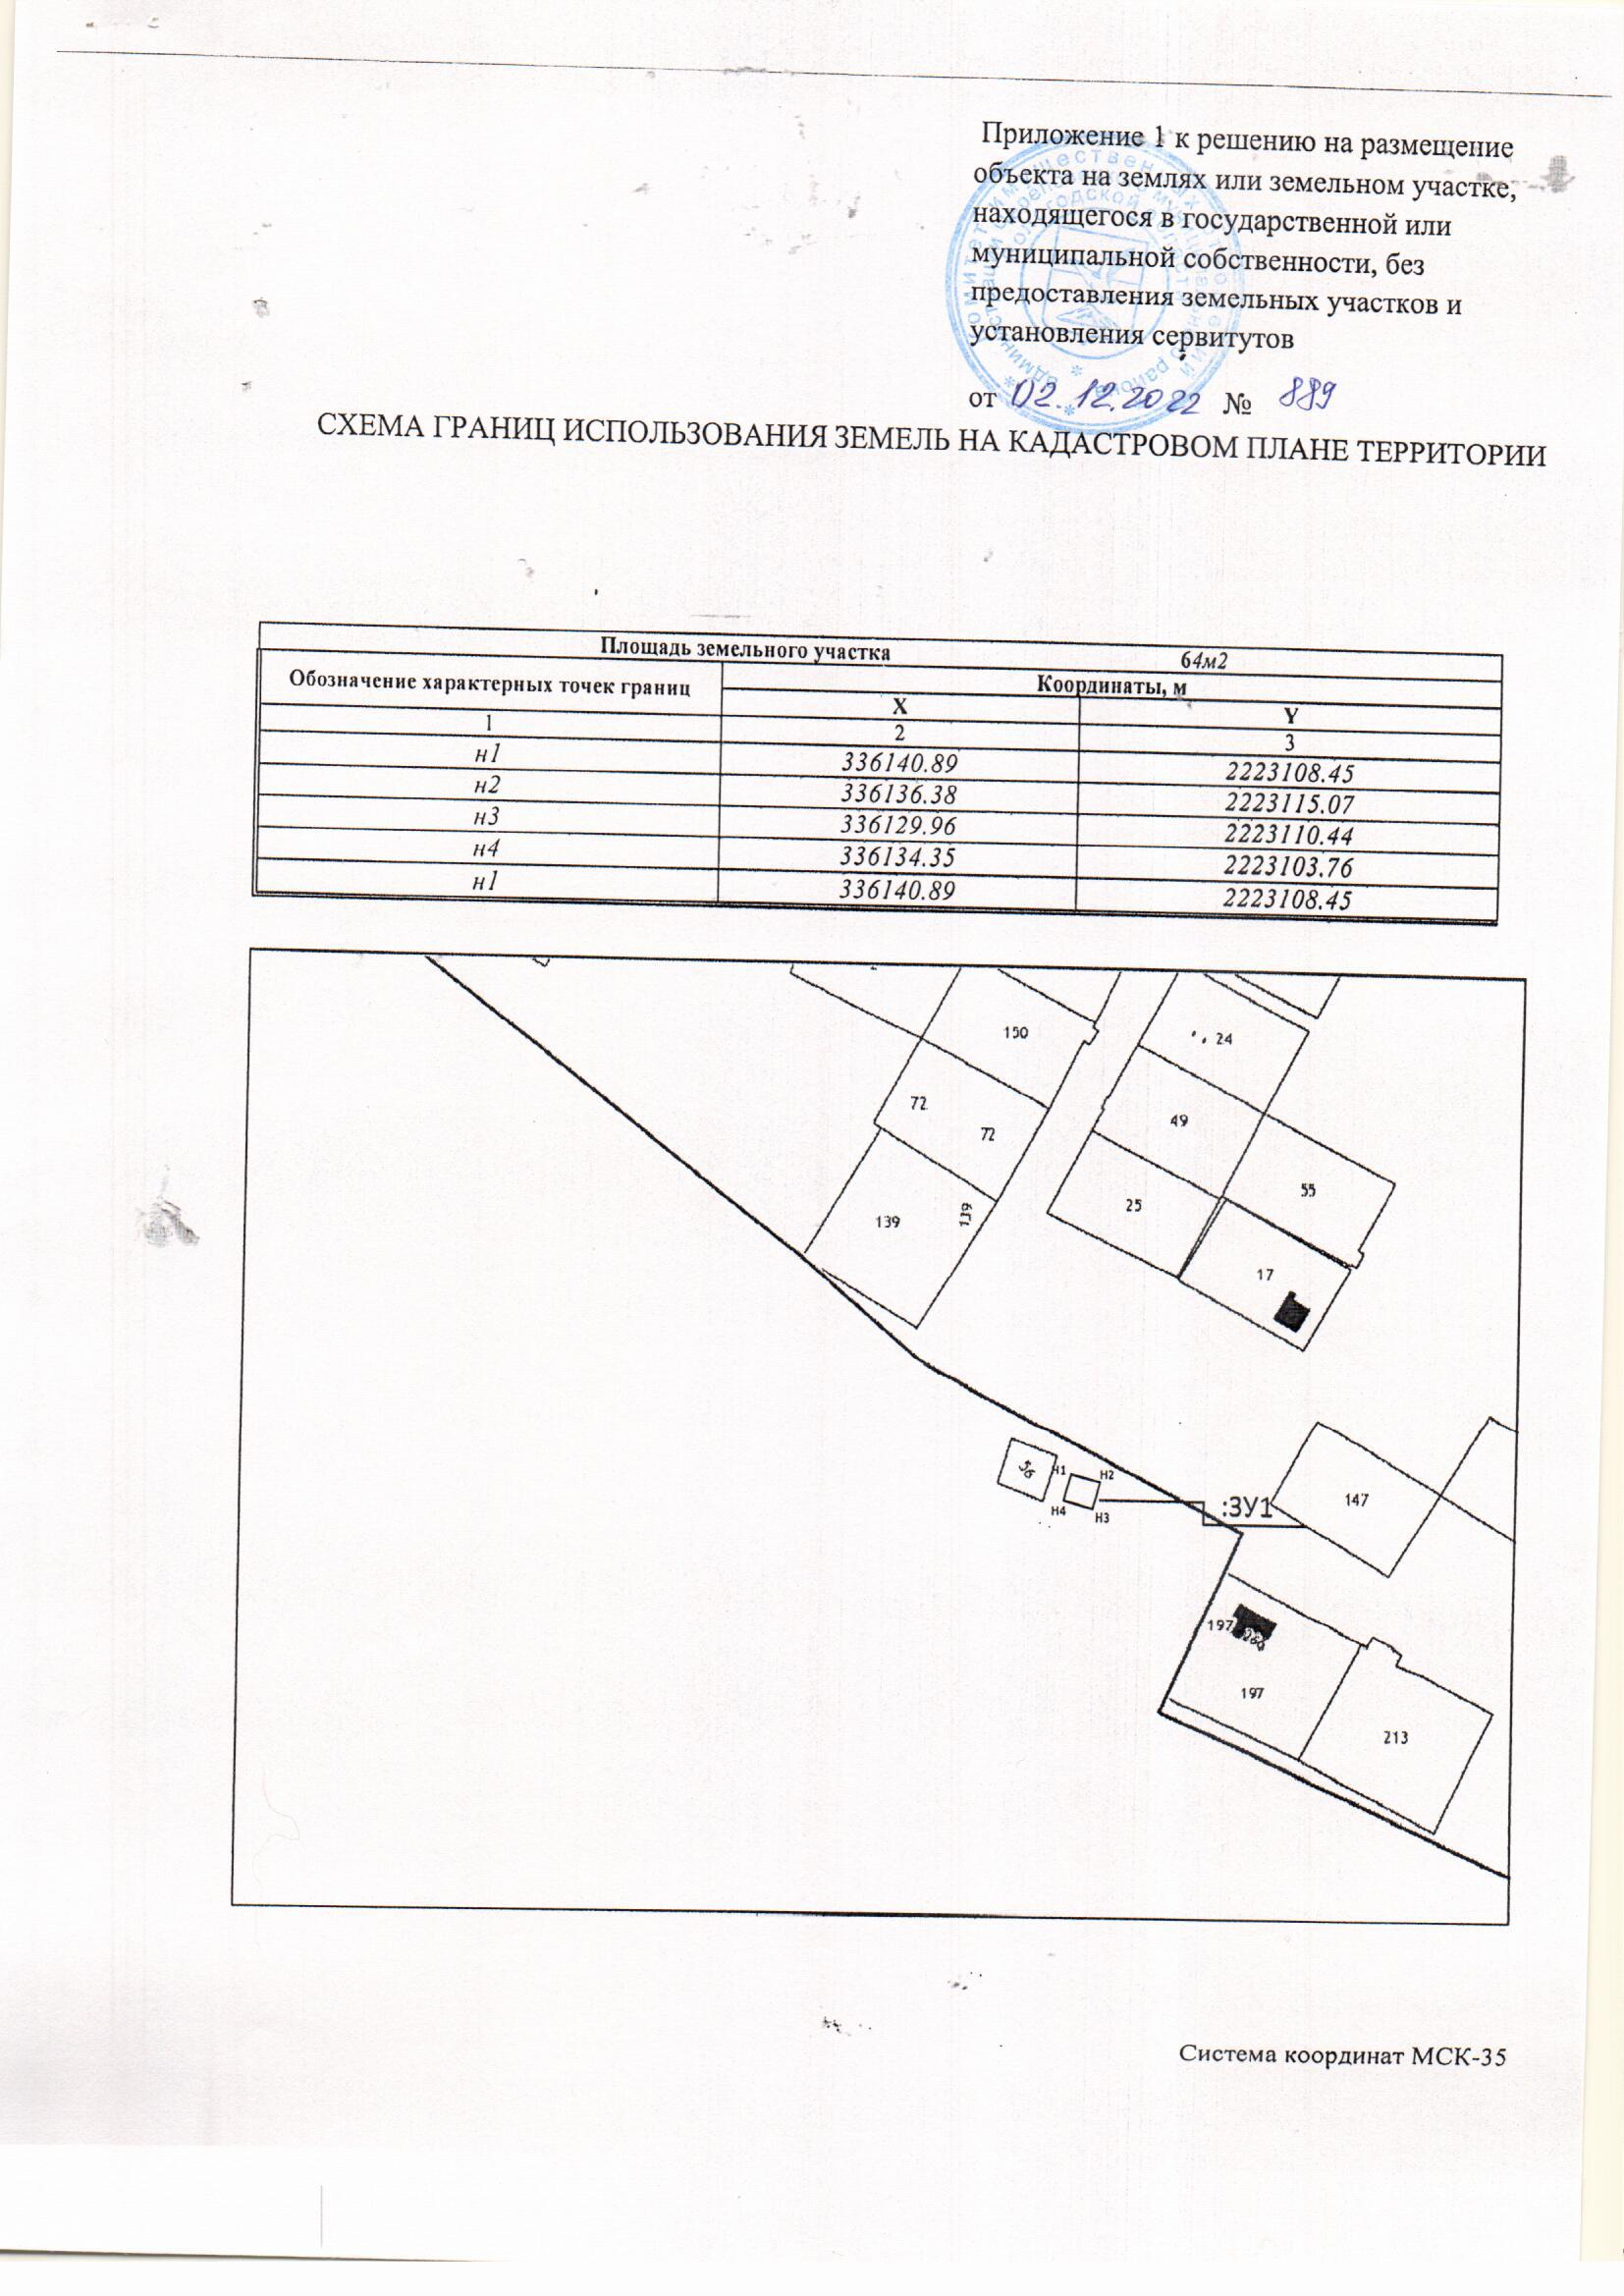 Приложение 1 к решению на размещение
объекта на землях или земельном участке,
находящегося в государственной или
муниципальной собственности, без
предоставления земельных участков и
установления сервитутов
от 02.12.2022 № 889
СХЕМА ГРАНИЦ ИСПОЛЬЗОВАНИЯ ЗЕМЕЛЬ НА КАДАСТРОВОМ ПЛАНЕ ТЕРРИТОРИИ
Площадь земельного участка 64м2
Обозначение характерных точек границ Координаты, м
X Y
1 2 3
н1 336140.89 2223108.45
н2 336136.38 2223115.07
н3 336129.96 2223110.44
н4 336134.35 2223103.76
н1 336140.89 2223108.45
150
24
72
49
72
55
25
139
139
17
Н1
Н2
Н4
Н3
:ЗУ1
147
197
197
213
Система координат МСК-35